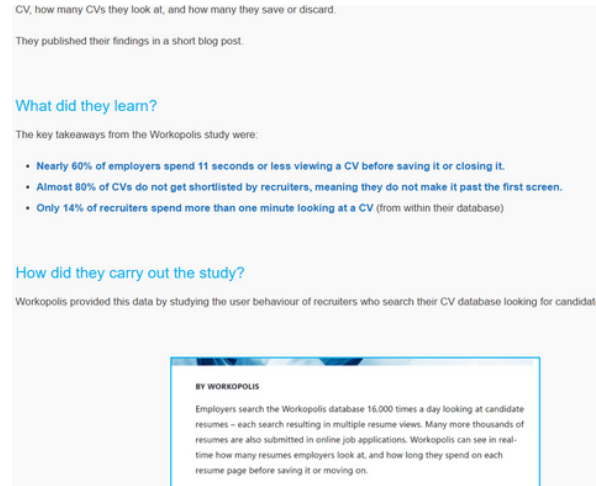 CV, how many CVs they look at, and how many they save or discard.
They published their findings in a short blog post.
What did they learn?
The key takeaways from the Workopolis study were:
• Nearly 60% of employers spend 11 seconds or less viewing a CV before saving it or closing it.
• Almost 80% of CVs do not get shortlisted by recruiters, meaning they do not make it past the first screen.
• Only 14% of recruiters spend more than one minute looking at a CV (from within their database)
How did they carry out the study?
Workopolis provided this data by studying the user behaviour of recruiters who search their CV database looking for candidat
BY WORKOPOLIS
Employers search the Workopolis database 16,000 times a day looking at candidate
resumes – each search resulting in multiple resume views. Many more thousands of
resumes are also submitted in online job applications. Workopolis can see in real-
time how many resumes employers look at, and how long they spend on each
resume page before saving it or moving on.